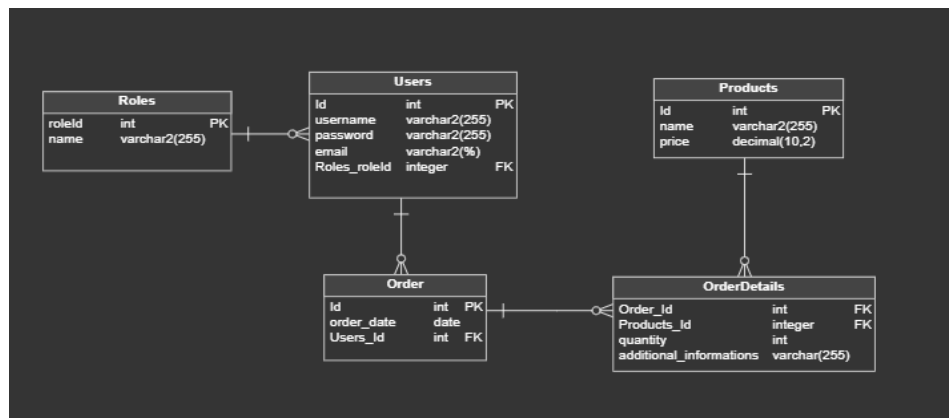 Roles
roleId int PK
name varchar2(255)
Users
Id int PK
username varchar2(255)
password varchar2(255)
email varchar2(%)
Roles_roleId integer FK
Products
Id int PK
name varchar2(255)
price decimal(10,2)
Order
Id int PK
order_date date
Users_Id int FK
OrderDetails
Order_Id int FK
Products_Id integer FK
quantity int
additional_informations varchar(255)